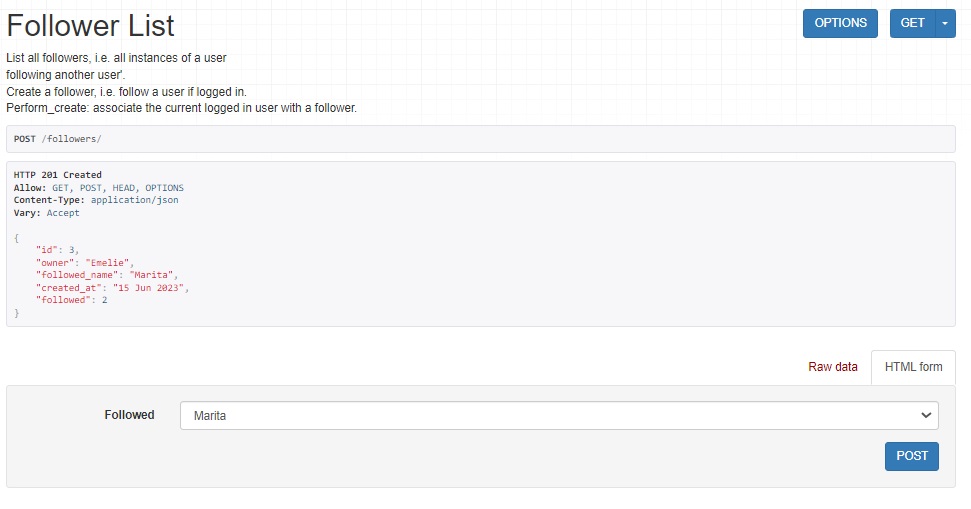 Follower List
OPTIONS
GET
List all followers, i.e. all instances of a user
following another user'.
Create a follower, i.e. follow a user if logged in.
Perform_create: associate the current logged in user with a follower.
POST /followers/
HTTP 201 Created
Allow: GET, POST, HEAD, OPTIONS
Content-Type: application/json
Vary: Accept
{
    "id": 3,
    "owner": "Emelie",
    "followed_name": "Marita",
    "created_at": "15 Jun 2023",
    "followed": 2
}
Raw data
HTML form
Followed
Marita
POST